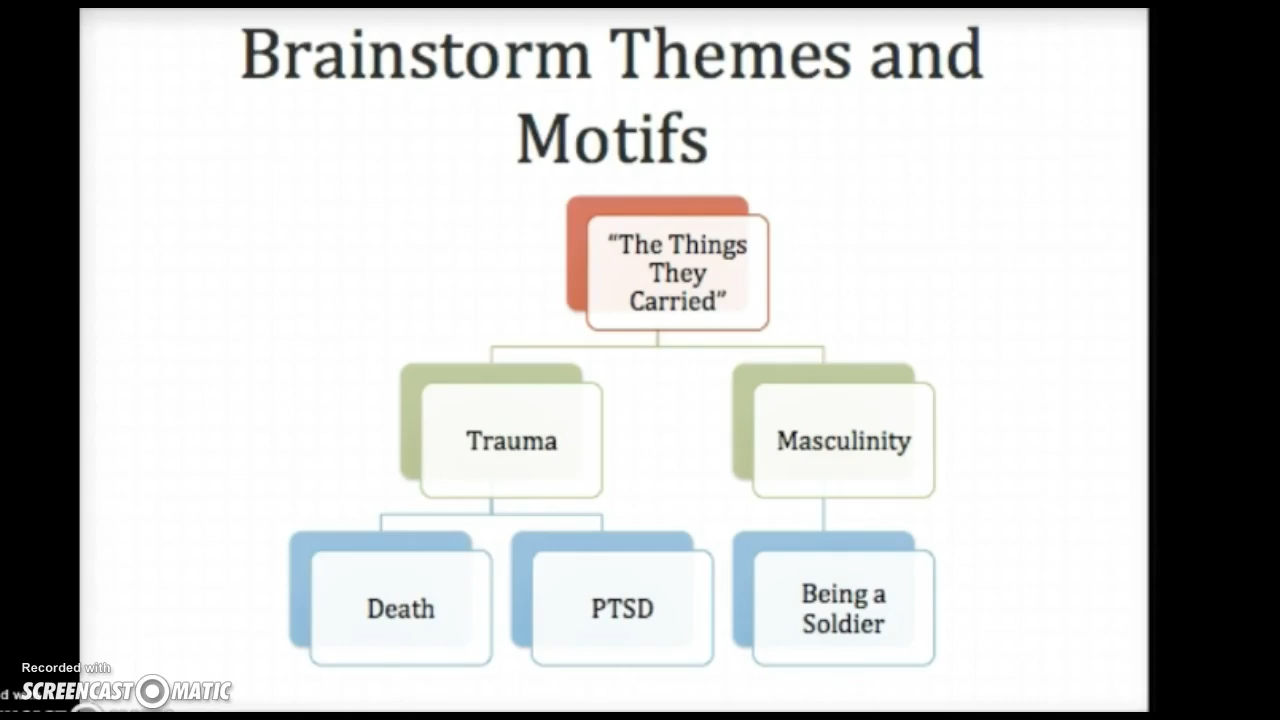 Brainstorm Themes and
Motifs
“The Things
They
Carried”
Trauma
Masculinity
Death
PTSD
Being a
Soldier
Recorded with
SCREENCAST O MATIC